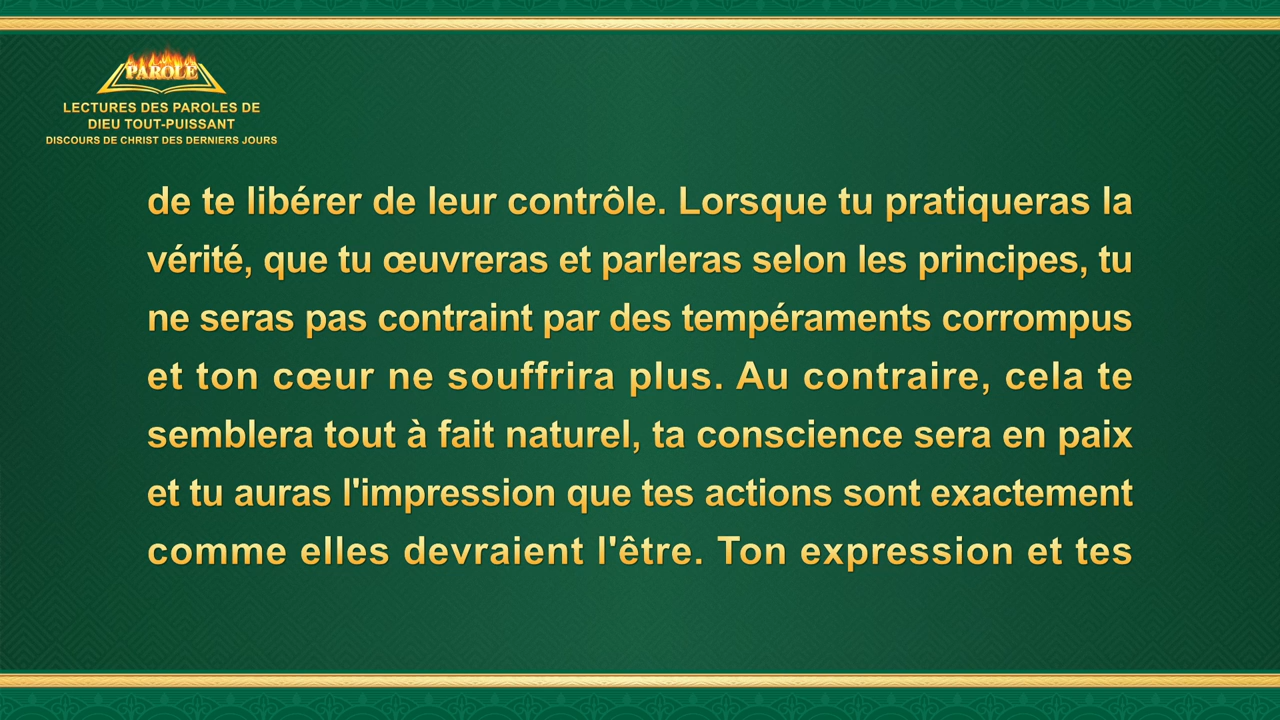 PAROLE
LECTURES DES PAROLES DE
DIEU TOUT-PUISSANT
DISCOURS DE CHRIST DES DERNIERS JOURS
de te libérer de leur contrôle. Lorsque tu pratiqueras la
vérité, que tu œuvreras et parleras selon les principes, tu
ne seras pas contraint par des tempéraments corrompus
et ton cœur ne souffrira plus. Au contraire, cela te
semblera tout à fait naturel, ta conscience sera en paix
et tu auras l'impression que tes actions sont exactement
comme elles devraient l'être. Ton expression et tes